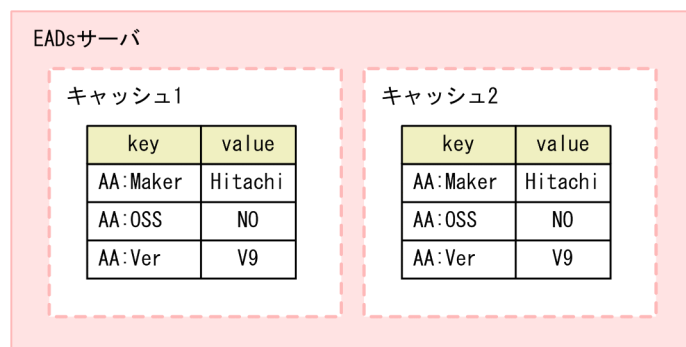 EADsサーバ
キャッシュ1
key value
AA:Maker Hitachi
AA:OSS NO
AA:Ver V9
キャッシュ2
key value
AA:Maker Hitachi
AA:OSS NO
AA:Ver V9